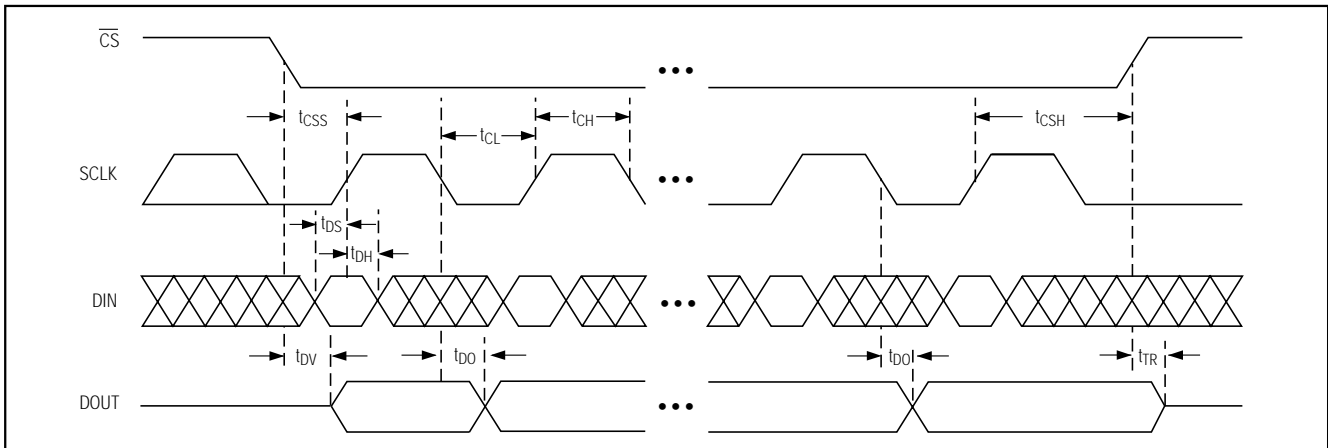 CS
•••
tCSS
tCL
tCH
tCSH
SCLK
•••
tDS
tDH
DIN
•••
tDV
tDO
tDO
tTR
DOUT
•••